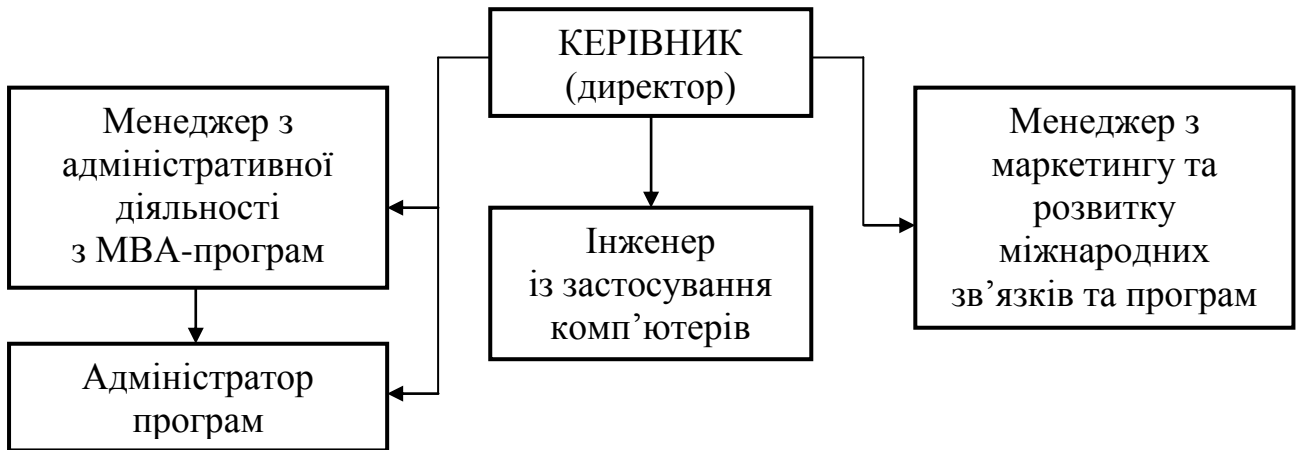 КЕРІВНИК
(директор)
Менеджер з
адміністративної
діяльності
з МВА-програм
Інженер
із застосування
комп’ютерів
Менеджер з
маркетингу та
розвитку
міжнародних
зв’язків та програм
Адміністратор
програм